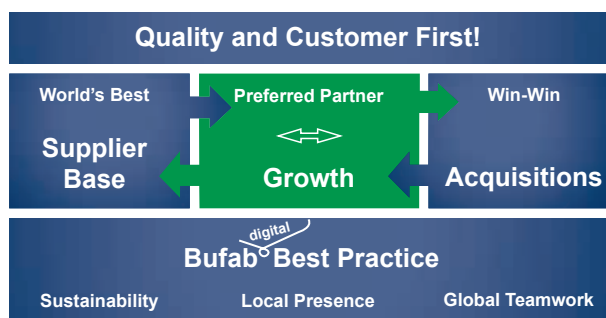 Quality and Customer First!
World's Best
Supplier
Base
Preferred Partner
Growth
Win-Win
Acquisitions
digital
Bufab Best Practice
Sustainability
Local Presence
Global Teamwork